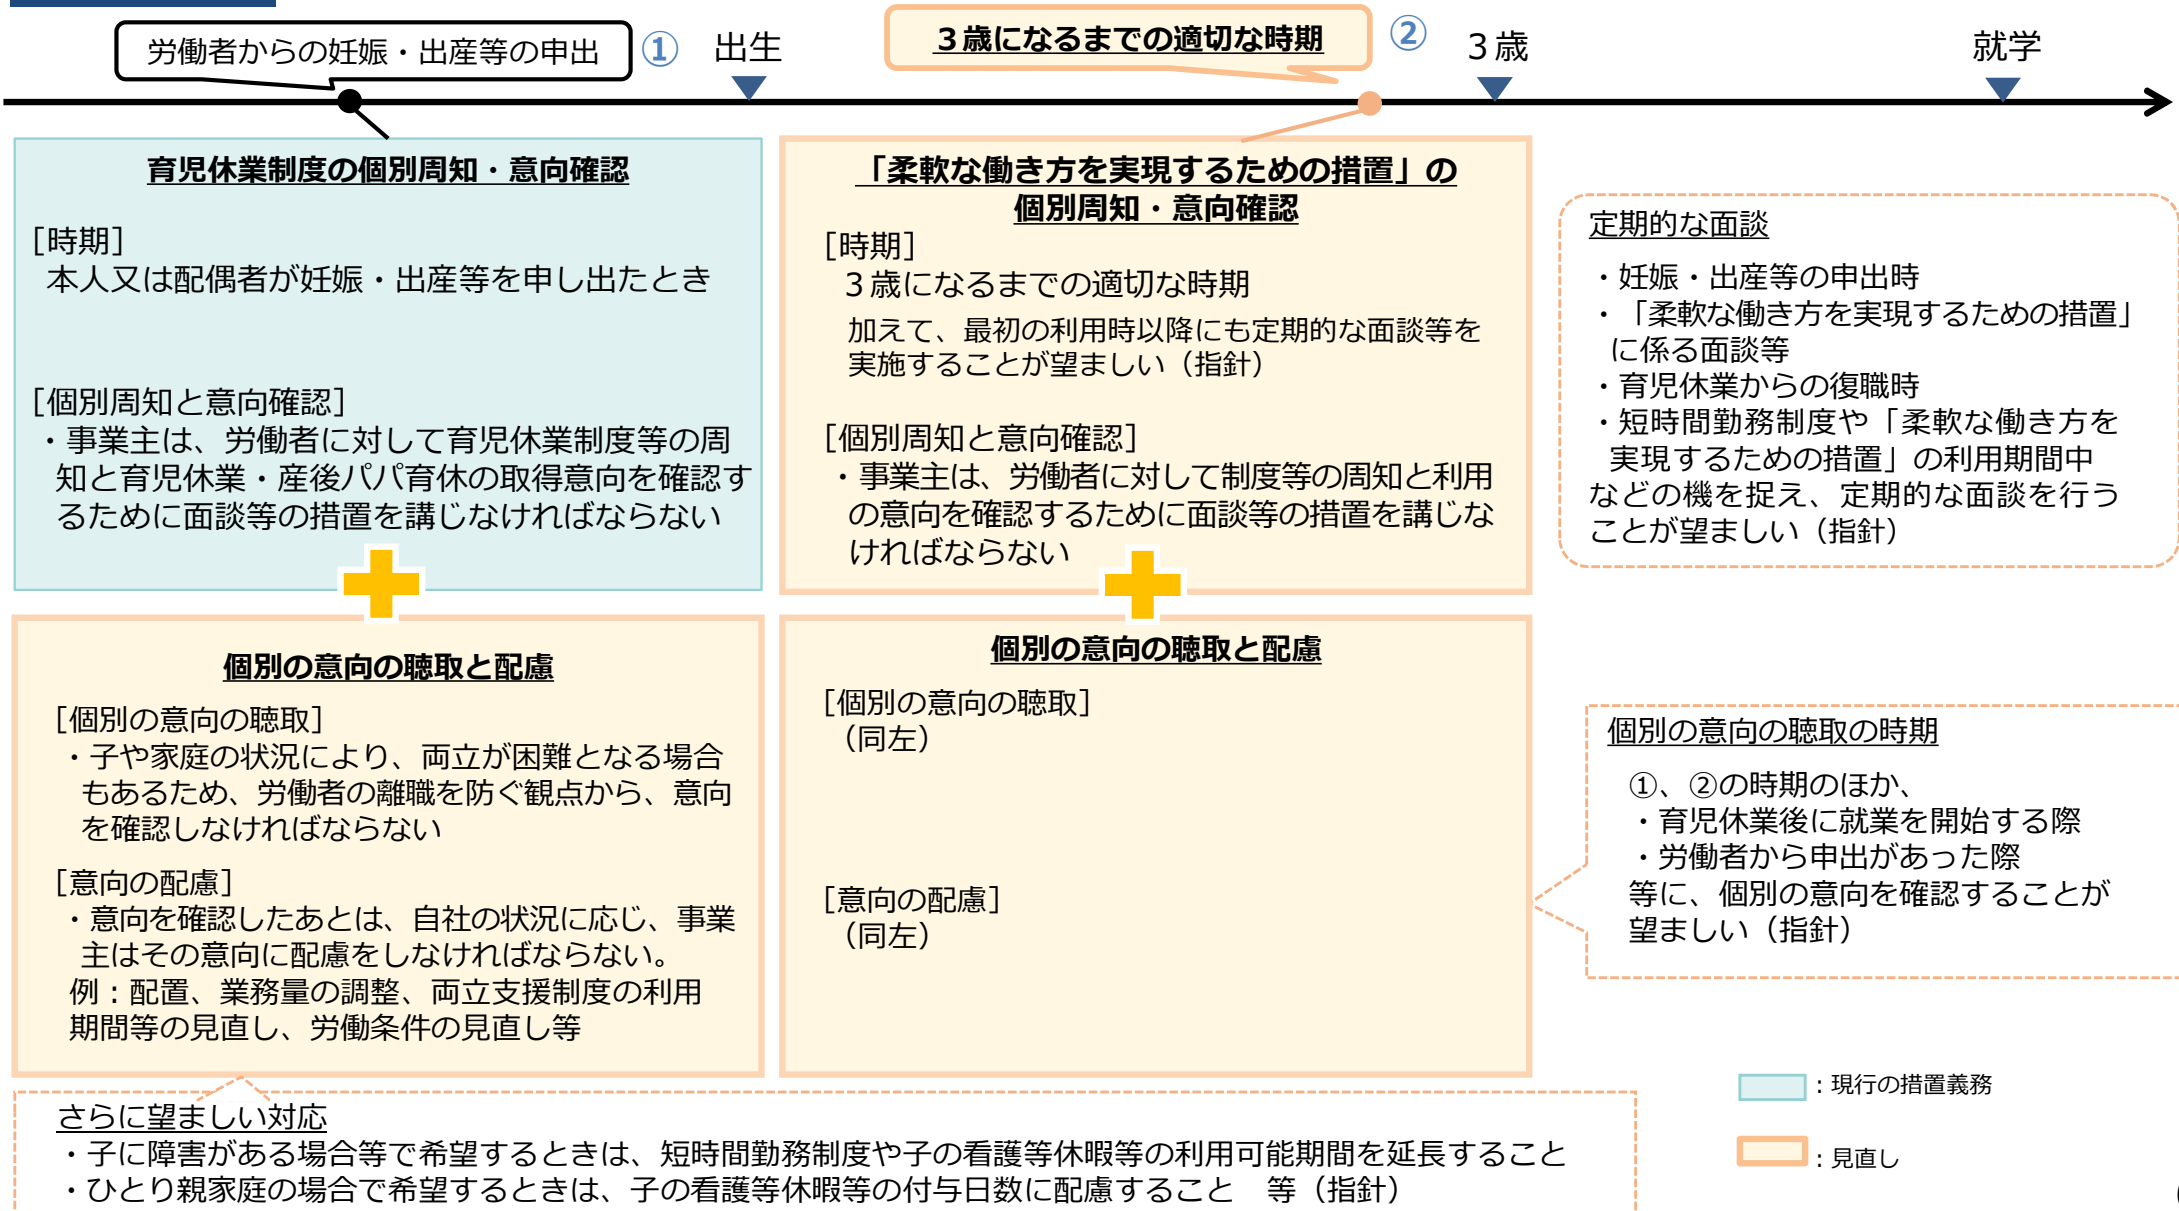 労働者からの妊娠・出産等の申出
①
出生
３歳になるまでの適切な時期
②
３歳
就学
育児休業制度の個別周知・意向確認
［時期］
本人又は配偶者が妊娠・出産等を申し出たとき
［個別周知と意向確認］
・事業主は、労働者に対して育児休業制度等の周
知と育児休業・産後パパ育休の取得意向を確認す
るために面談等の措置を講じなければならない
「柔軟な働き方を実現するための措置」の
個別周知・意向確認
［時期］
３歳になるまでの適切な時期
加えて、最初の利用時以降にも定期的な面談等を
実施することが望ましい（指針）
［個別周知と意向確認］
・事業主は、労働者に対して制度等の周知と利用
の意向を確認するために面談等の措置を講じな
ければならない
定期的な面談
・妊娠・出産等の申出時
・「柔軟な働き方を実現するための措置」
に係る面談等
・育児休業からの復職時
・短時間勤務制度や「柔軟な働き方を
実現するための措置」の利用期間中
などの機を捉え、定期的な面談を行う
ことが望ましい（指針）
個別の意向の聴取と配慮
［個別の意向の聴取］
・子や家庭の状況により、両立が困難となる場合
もあるため、労働者の離職を防ぐ観点から、意向
を確認しなければならない
［意向の配慮］
・意向を確認したあとは、自社の状況に応じ、事業
主はその意向に配慮をしなければならない。
例：配置、業務量の調整、両立支援制度の利用
期間等の見直し、労働条件の見直し等
個別の意向の聴取と配慮
［個別の意向の聴取］
（同左）
［意向の配慮］
（同左）
個別の意向の聴取の時期
①、②の時期のほか、
・育児休業後に就業を開始する際
・労働者から申出があった際
等に、個別の意向を確認することが
望ましい（指針）
さらに望ましい対応
・子に障害がある場合等で希望するときは、短時間勤務制度や子の看護等休暇等の利用可能期間を延長すること
・ひとり親家庭の場合で希望するときは、子の看護等休暇等の付与日数に配慮すること　等（指針）
：現行の措置義務
：見直し